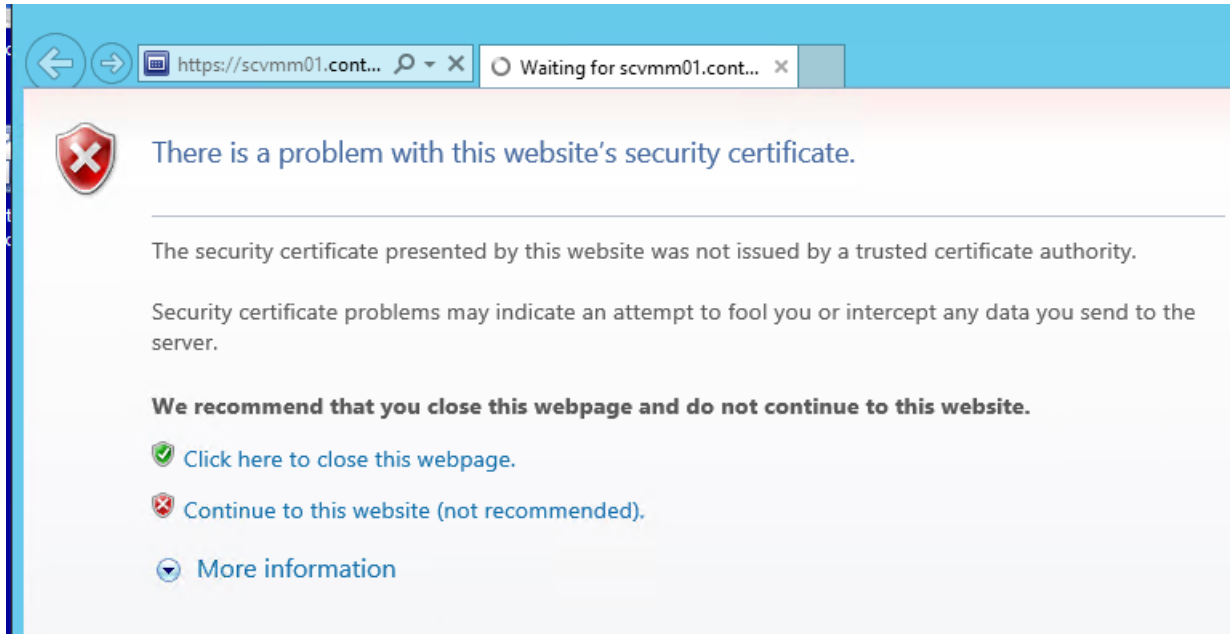 https://scvmm01.cont...
Waiting for scvmm01.cont...
There is a problem with this website's security certificate.
The security certificate presented by this website was not issued by a trusted certificate authority.
Security certificate problems may indicate an attempt to fool you or intercept any data you send to the
server.
We recommend that you close this webpage and do not continue to this website.
Click here to close this webpage.
Continue to this website (not recommended).
More information